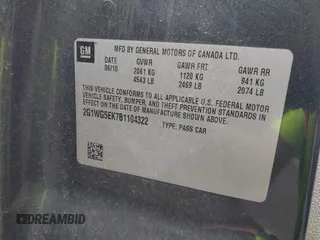 GM
MFD BY GENERAL MOTORS OF CANADA LTD.
DATE GVWR GAWR FRT GAWR RR
06/10 2061 KG 1120 KG 941 KG
4543 LB 2469 LB 2074 LB
THIS VEHICLE CONFORMS TO ALL APPLICABLE U.S. FEDERAL MOTOR
VEHICLE SAFETY, BUMPER, AND THEFT PREVENTION STANDARDS IN
EFFECT ON THE DATE OF MANUFACTURE SHOWN ABOVE.
2G1WG5EK7B1104322 TYPE: PASS CAR
DREAMBID